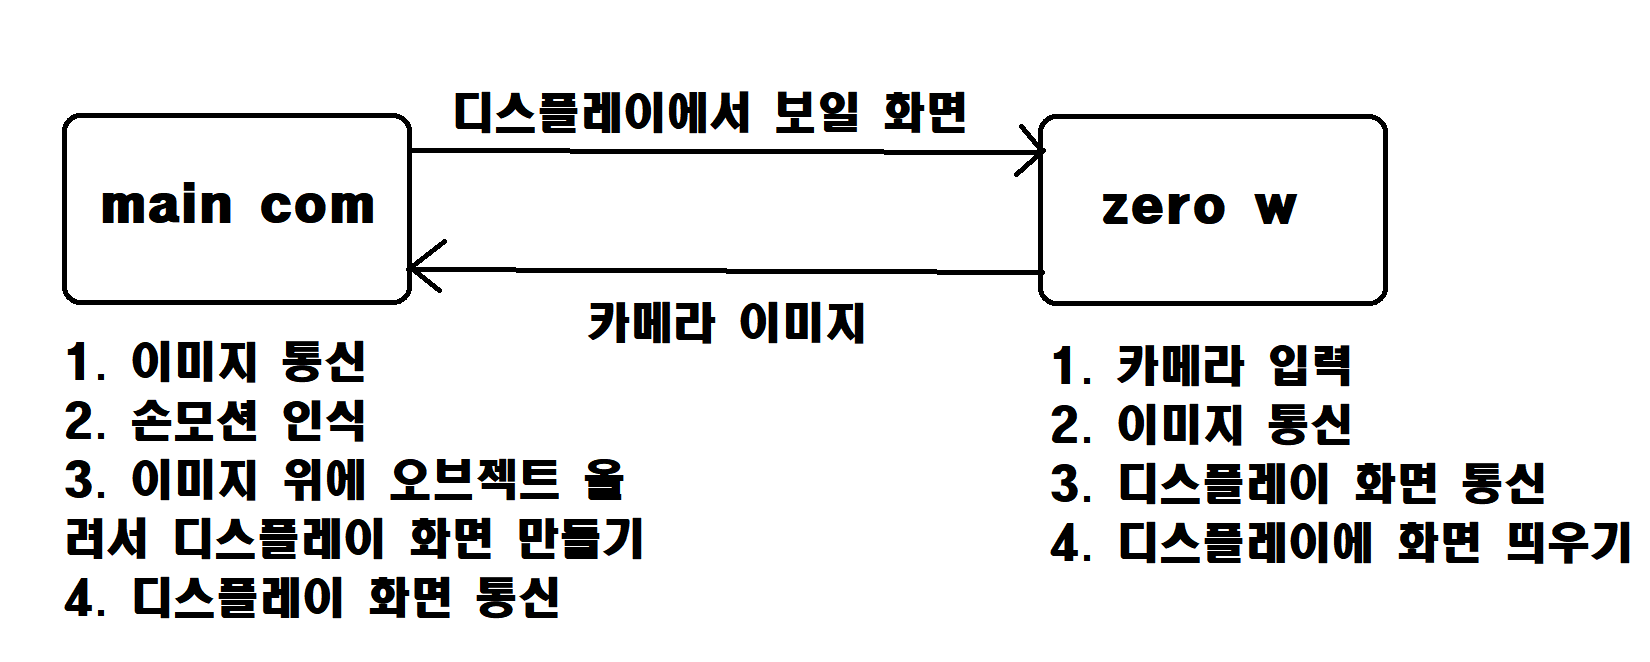 디스플레이에서 보일 화면
main com
zero w
카메라 이미지
1. 이미지 통신
2. 손모션 인식
3. 이미지 위에 오브젝트 올
려서 디스플레이 화면 만들기
4. 디스플레이 화면 통신
1. 카메라 입력
2. 이미지 통신
3. 디스플레이 화면 통신
4. 디스플레이에 화면 띄우기